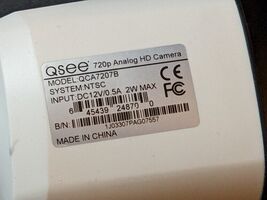 Qsee 720p Analog HD Camera
MODEL:QCA7207B
SYSTEM:NTSC
INPUT:DC12V/0.5A 2W MAX
6 45439 24870 0
B/N:
1J03307PAG07557
MADE IN CHINA
CE
FC